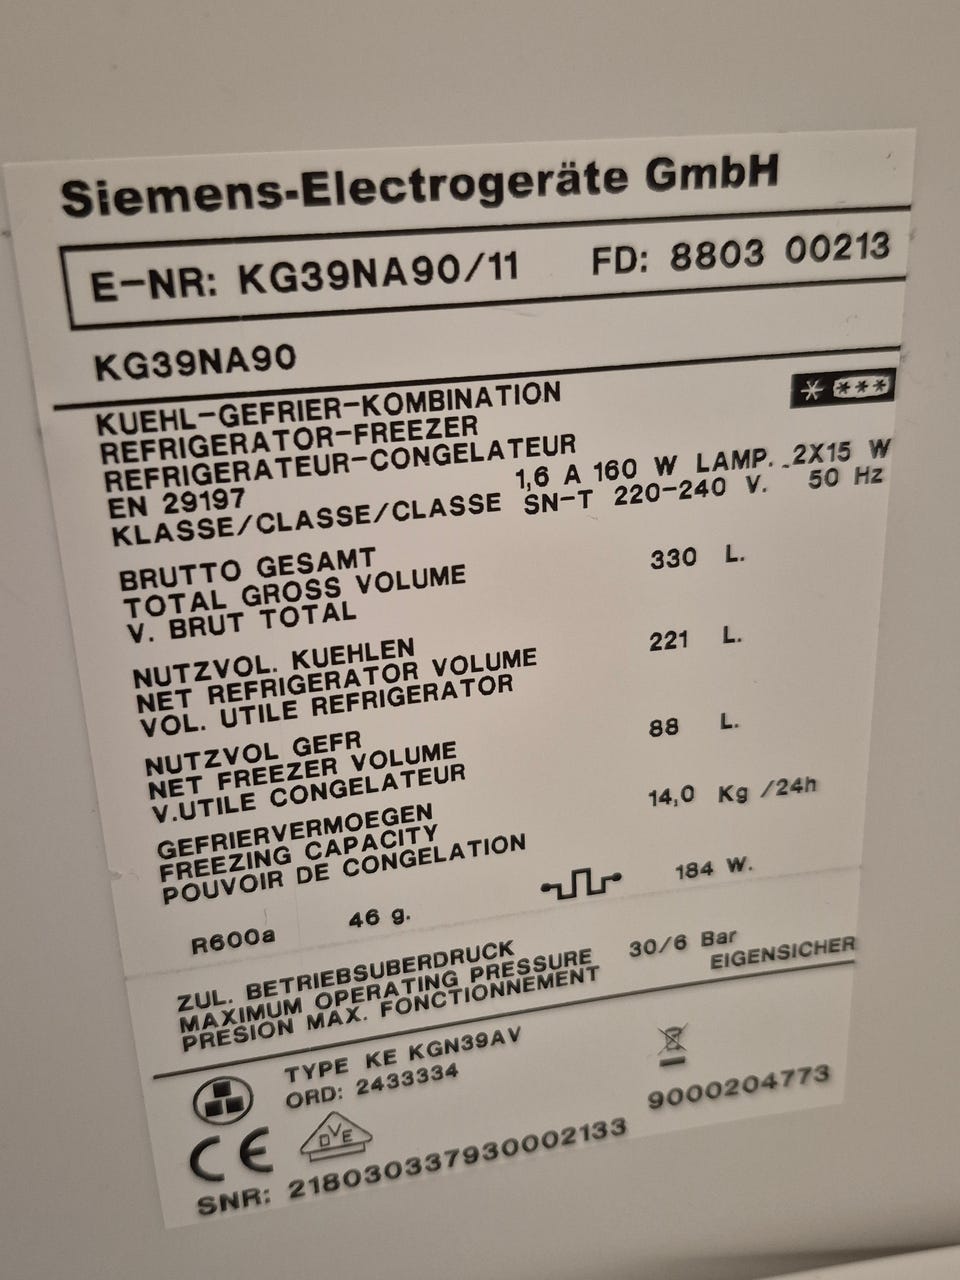 Siemens-Electrogeräte GmbH
E-NR: KG39NA90/11 FD: 8803 00213
KG39NA90
KUEHL-GEFRIER-KOMBINATION
REFRIGERATOR-FREEZER
REFRIGERATEUR-CONGELATEUR
EN 29197 1,6 A 160 W LAMP. 2X15 W
KLASSE/CLASSE/CLASSE SN-T 220-240 V. 50 Hz
BRUTTO GESAMT
TOTAL GROSS VOLUME 330 L.
V. BRUT TOTAL
NUTZVOL. KUEHLEN
NET REFRIGERATOR VOLUME 221 L.
VOL. UTILE REFRIGERATOR
NUTZVOL GEFR
NET FREEZER VOLUME 88 L.
V.UTILE CONGELATEUR
GEFRIERVERMOEGEN
FREEZING CAPACITY 14,0 Kg /24h
POUVOIR DE CONGELATION
R600a 46 g. 184 W.
ZUL. BETRIEBSUBERDRUCK
MAXIMUM OPERATING PRESSURE 30/6 Bar
PRESION MAX. FONCTIONNEMENT EIGENSICHER
TYPE KE KGN39AV
ORD: 2433334
CE DVE 9000204773
SNR: 218030337930002133